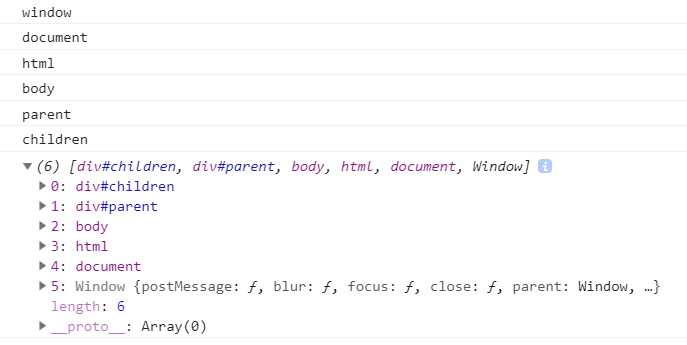 window
document
html
body
parent
children
(6) [div#children, div#parent, body, html, document, Window] i
0: div#children
1: div#parent
2: body
3: html
4: document
5: Window {postMessage: ƒ, blur: ƒ, focus: ƒ, close: ƒ, parent: Window, …}
length: 6
__proto__: Array(0)